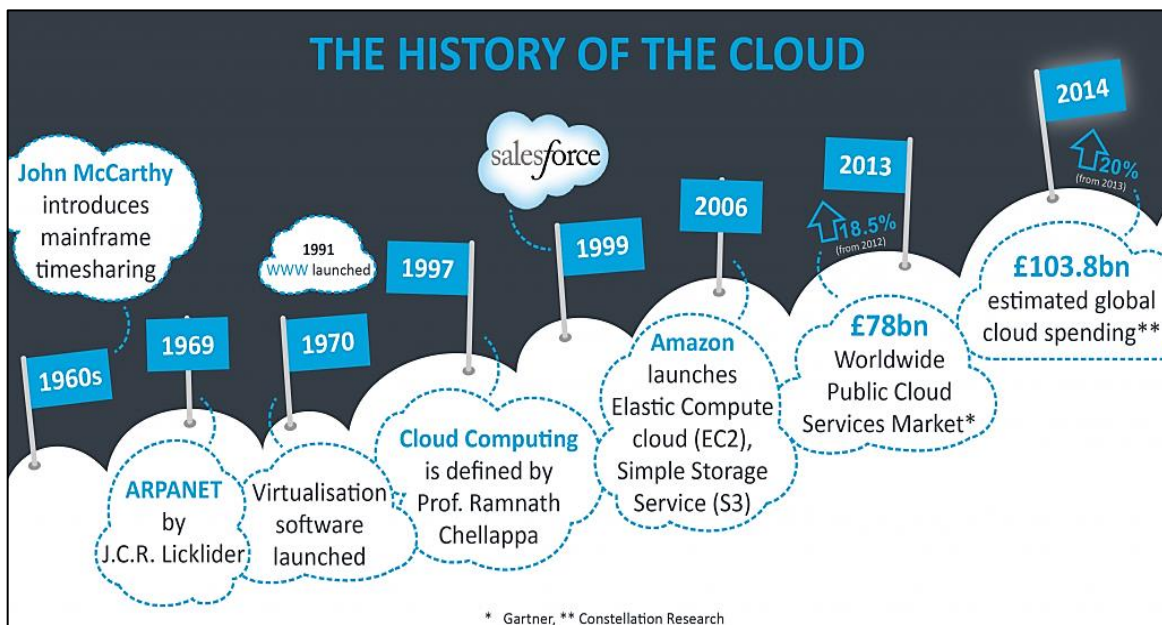 THE HISTORY OF THE CLOUD
1960s
John McCarthy
introduces
mainframe
timesharing
1969
ARPANET
by
J.C.R. Licklider
1970
Virtualisation
software
launched
1991
WWW launched
1997
Cloud Computing
is defined by
Prof. Ramnath
Chellappa
salesforce
1999
2006
Amazon
launches
Elastic Compute
cloud (EC2),
Simple Storage
Service (S3)
2013
18.5%
(from 2012)
£78bn
Worldwide
Public Cloud
Services Market*
2014
20%
(from 2013)
£103.8bn
estimated global
cloud spending**
* Gartner, ** Constellation Research